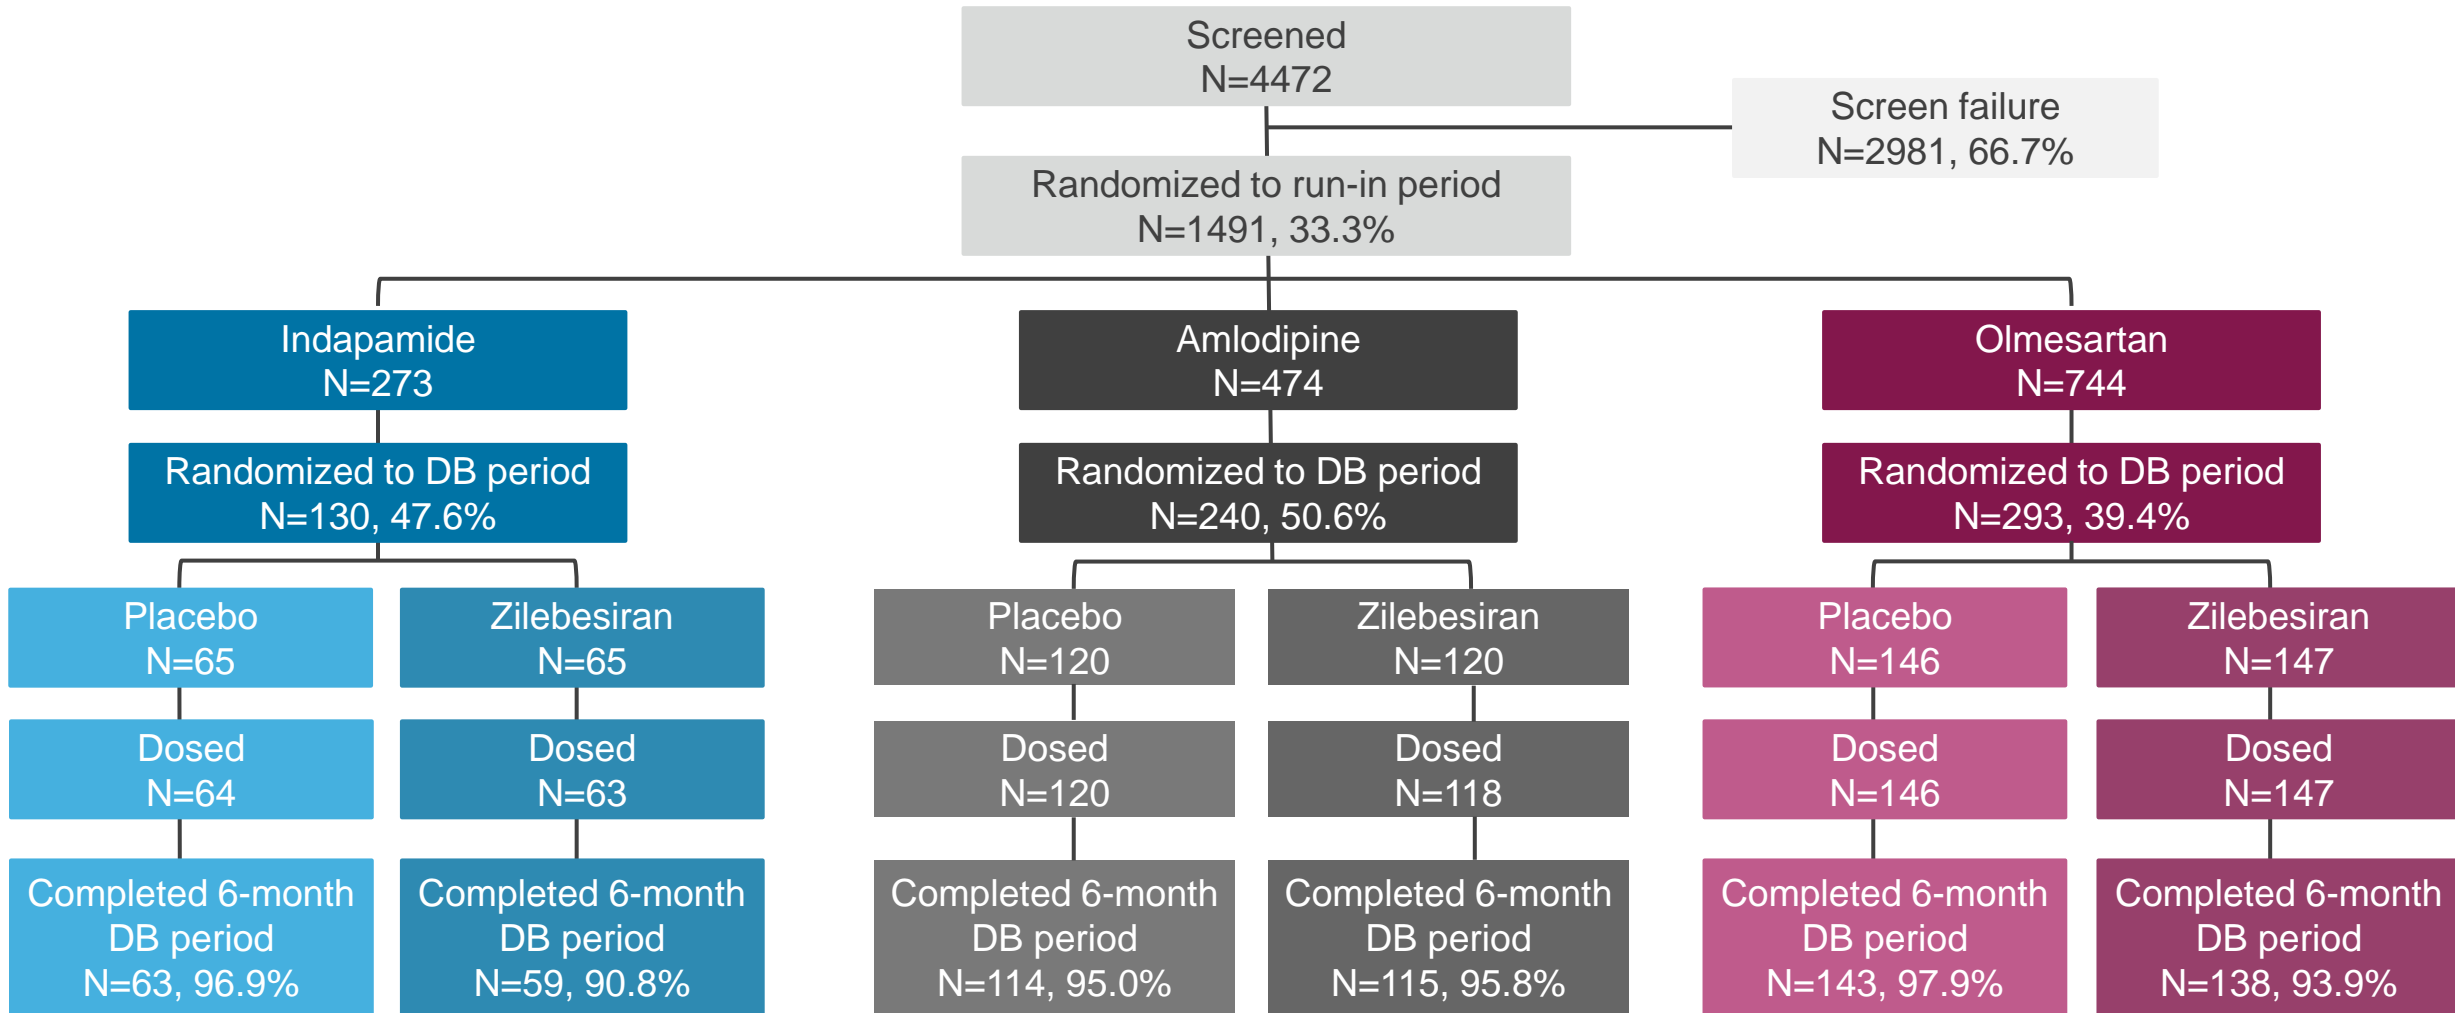 Screened
N=4472
Screen failure
N=2981, 66.7%
Randomized to run-in period
N=1491, 33.3%
Indapamide
N=273
Amlodipine
N=474
Olmesartan
N=744
Randomized to DB period
N=130, 47.6%
Randomized to DB period
N=240, 50.6%
Randomized to DB period
N=293, 39.4%
Placebo
N=65
Zilebesiran
N=65
Placebo
N=120
Zilebesiran
N=120
Placebo
N=146
Zilebesiran
N=147
Dosed
N=64
Dosed
N=63
Dosed
N=120
Dosed
N=118
Dosed
N=146
Dosed
N=147
Completed 6-month
DB period
N=63, 96.9%
Completed 6-month
DB period
N=59, 90.8%
Completed 6-month
DB period
N=114, 95.0%
Completed 6-month
DB period
N=115, 95.8%
Completed 6-month
DB period
N=143, 97.9%
Completed 6-month
DB period
N=138, 93.9%